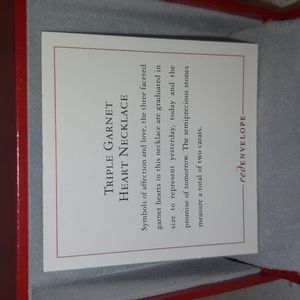 TRIPLE GARNET
HEART NECKLACE
Symbols of affection and love, the three faceted
garnet hearts in this necklace are graduated in
size to represent yesterday, today and the
promise of tomorrow. The semiprecious stones
measure a total of two carats.
redENVELOPE